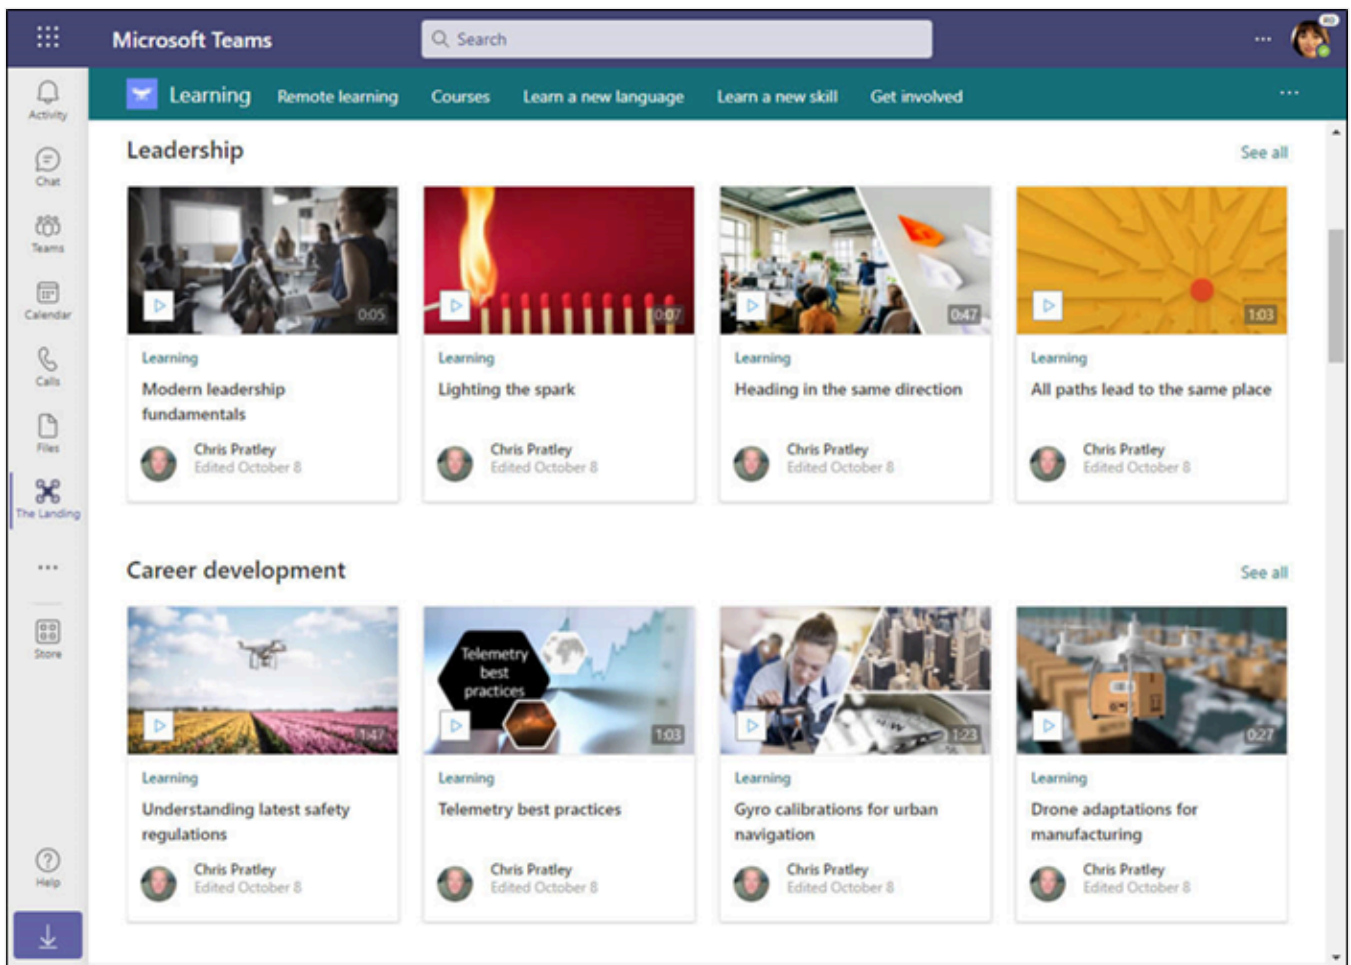 Microsoft Teams
Search
RD
Activity
Chat
Teams
Calendar
Calls
Files
The Landing
Store
Help
Learning Remote learning Courses Learn a new language Learn a new skill Get involved
Leadership
See all
0:05
Learning
Modern leadership
fundamentals
Chris Pratley
Edited October 8
0:07
Learning
Lighting the spark
Chris Pratley
Edited October 8
0:47
Learning
Heading in the same direction
Chris Pratley
Edited October 8
1:03
Learning
All paths lead to the same place
Chris Pratley
Edited October 8
Career development
See all
1:47
Learning
Understanding latest safety
regulations
Chris Pratley
Edited October 8
Telemetry
best
practices
1:03
Learning
Telemetry best practices
Chris Pratley
Edited October 8
1:23
Learning
Gyro calibrations for urban
navigation
Chris Pratley
Edited October 8
0:27
Learning
Drone adaptations for
manufacturing
Chris Pratley
Edited October 8